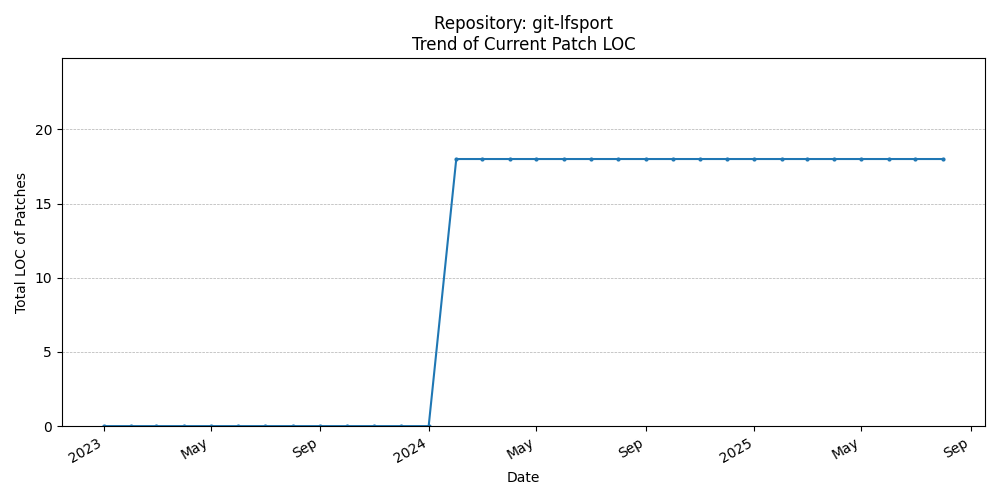 Repository: git-lfsport
Trend of Current Patch LOC
Total LOC of Patches
20
15
10
5
0
2023
May
Sep
2024
May
Sep
2025
May
Sep
Date